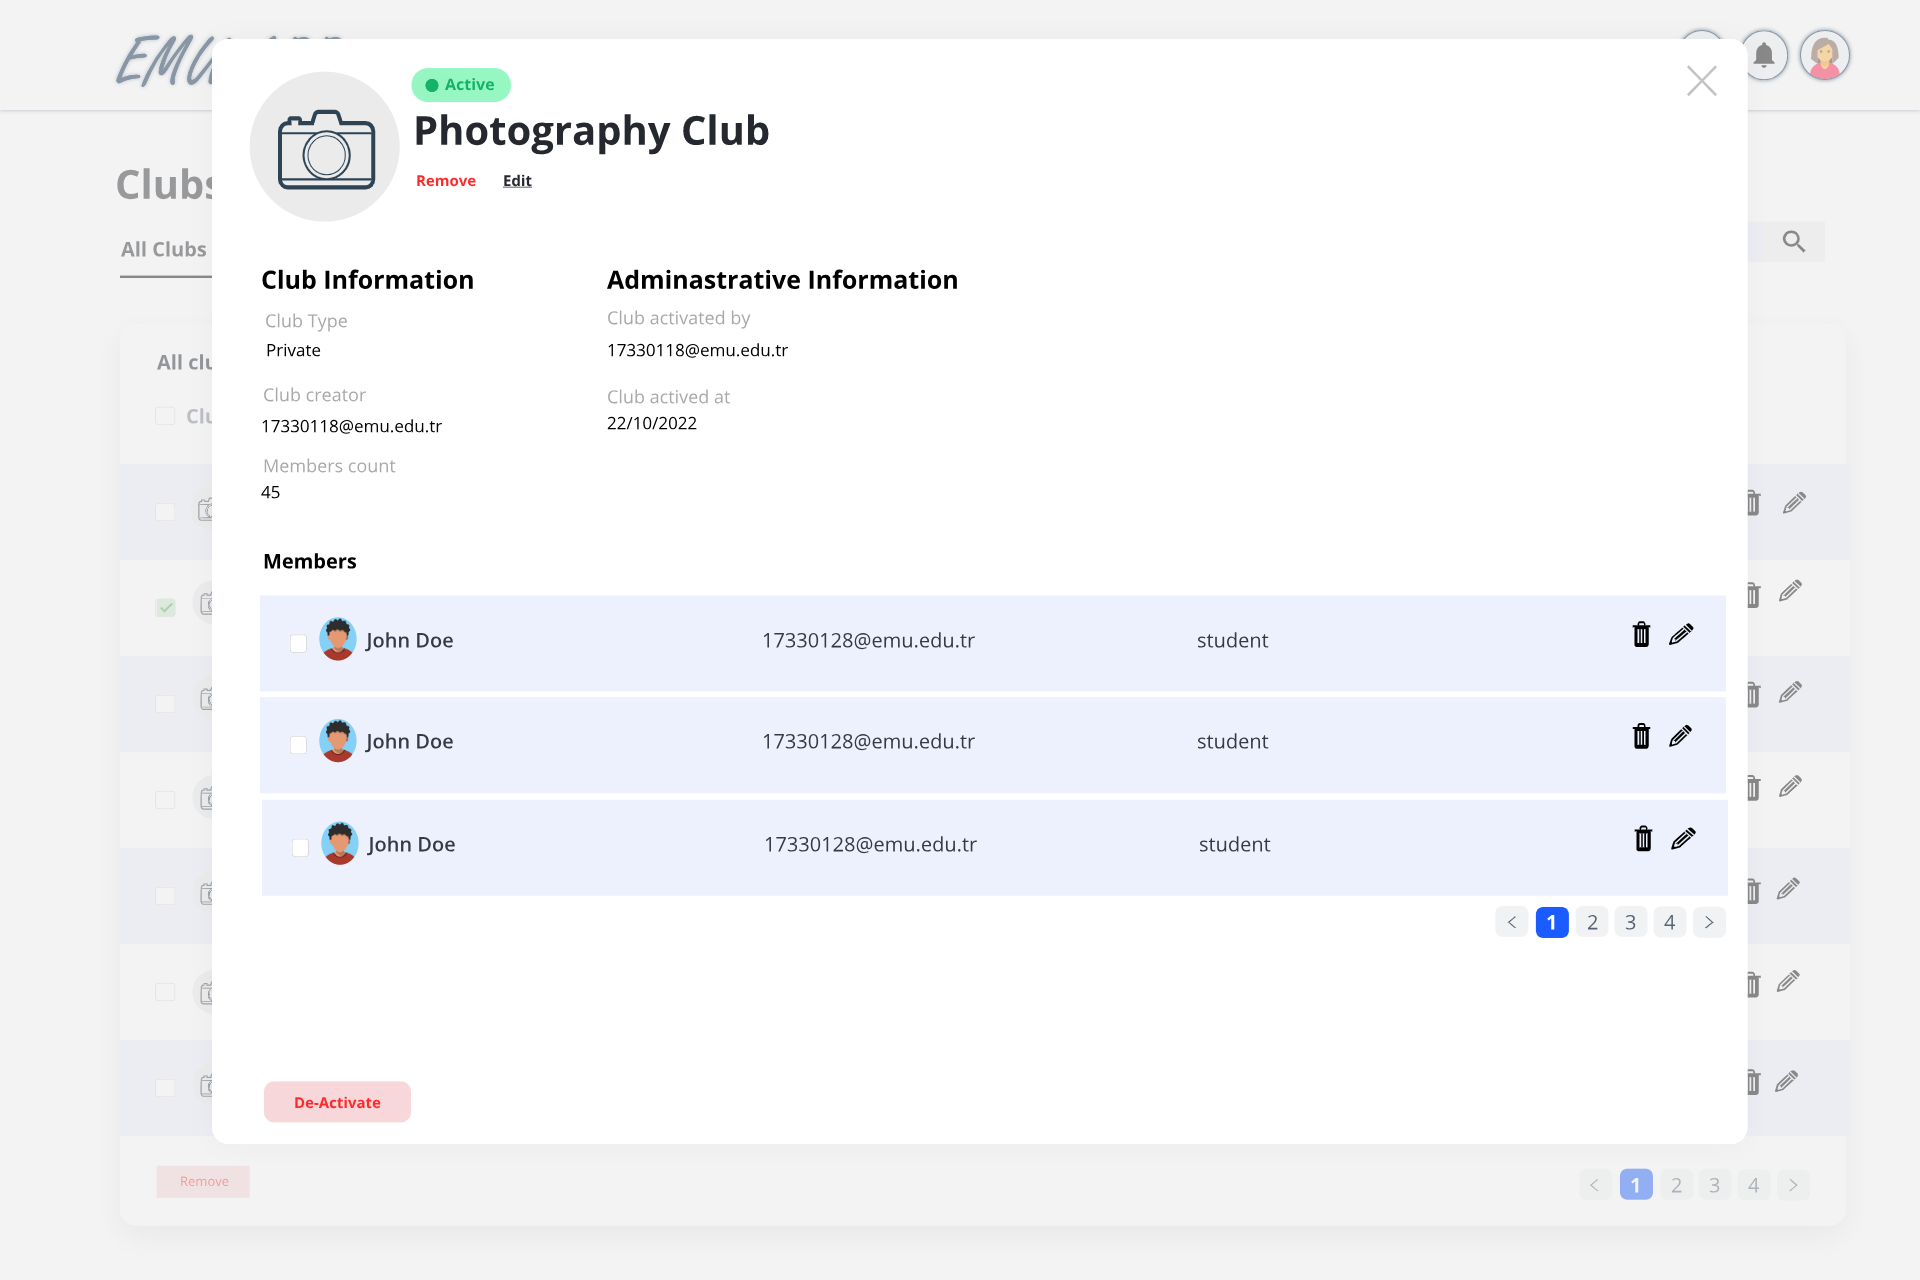 EMU
Active
Photography Club
Remove Edit
Clubs
All Clubs
Club Information Adminastrative Information
Club Type Club activated by
Private 17330118@emu.edu.tr
Club creator Club actived at
17330118@emu.edu.tr 22/10/2022
Members count
45
All clu
Clu
Members
John Doe 17330128@emu.edu.tr student
John Doe 17330128@emu.edu.tr student
John Doe 17330128@emu.edu.tr student
< 1 2 3 4 >
De-Activate
Remove < 1 2 3 4 >